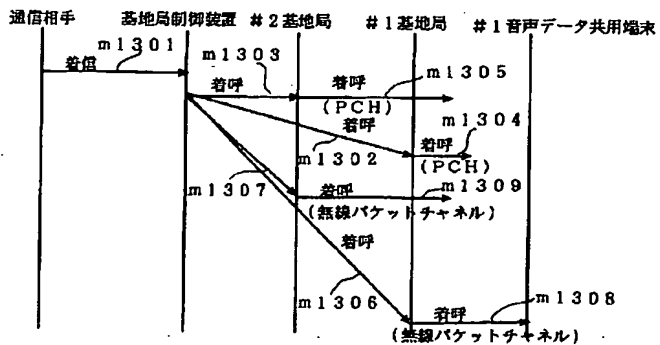 通信相手 基地局制御装置 #2基地局 #1基地局 #1音声データ共用端末
m1301
着信
m1303
着呼
着呼
m1305
(PCH)
着呼
m1304
m1302
着呼
(PCH)
m1307
着呼
m1309
(無線パケットチャネル)
着呼
m1306
m1308
着呼
(無線パケットチャネル)